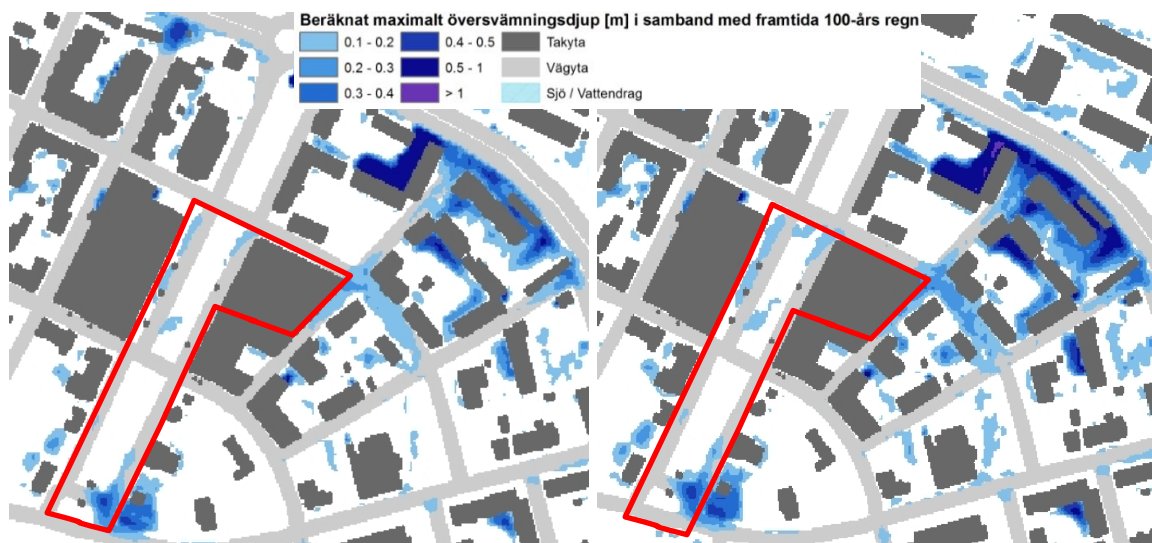 Beräknat maximalt översvämningsdjup [m] i samband med framtida 100-års regn
0.1 - 0.2 0.4 - 0.5 Takyta
0.2 - 0.3 0.5 - 1 Vägyta
0.3 - 0.4 > 1 Sjö / Vattendrag